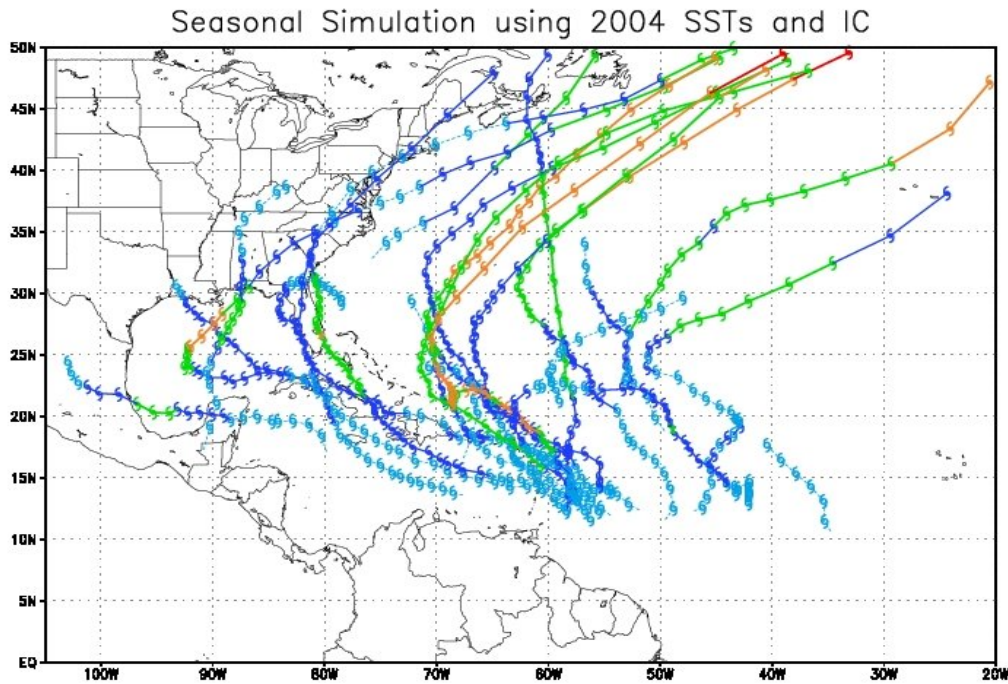 Seasonal Simulation using 2004 SSTs and IC
50N
45N
40N
35N
30N
25N
20N
15N
10N
5N
EQ
100W 90W 80W 70W 60W 50W 40W 30W 20W